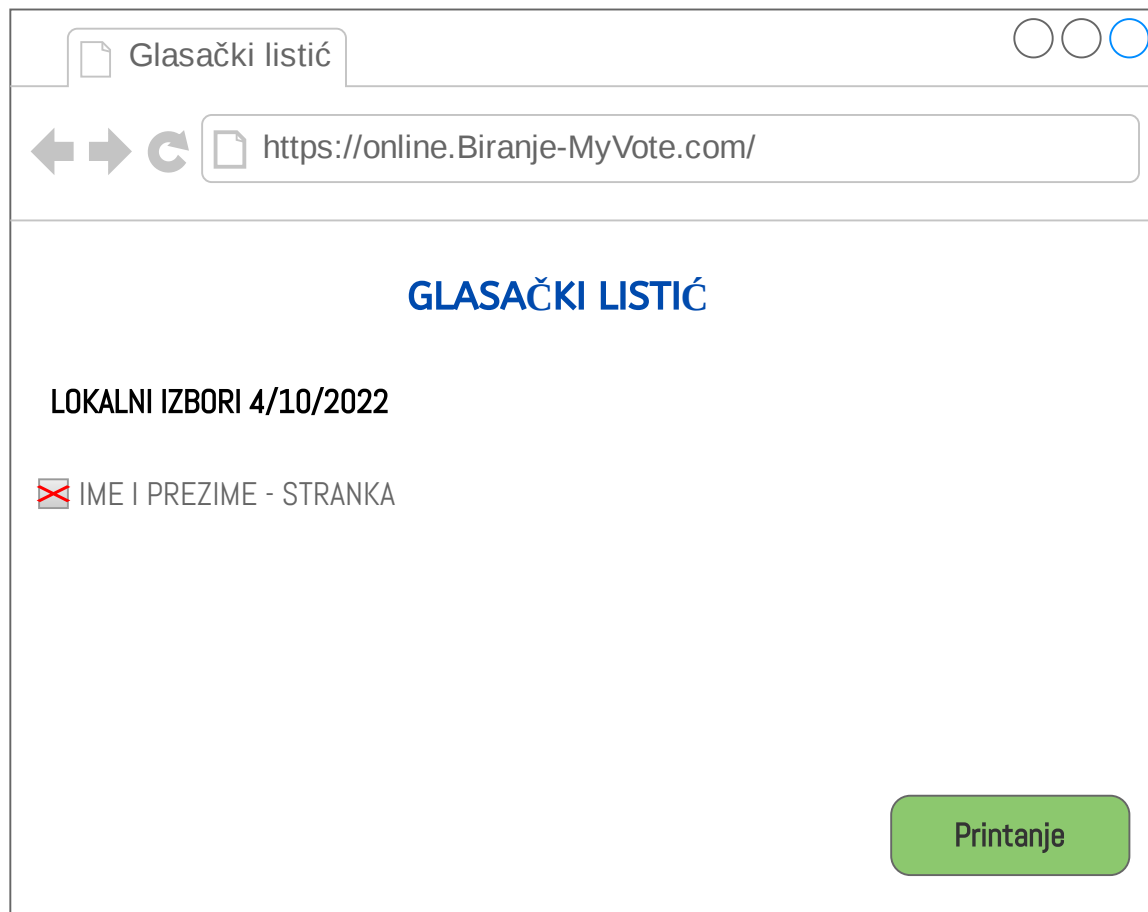 Glasački listić
https://online.Biranje-MyVote.com/
GLASAČKI LISTIĆ
LOKALNI IZBORI 4/10/2022
IME I PREZIME - STRANKA
Printanje